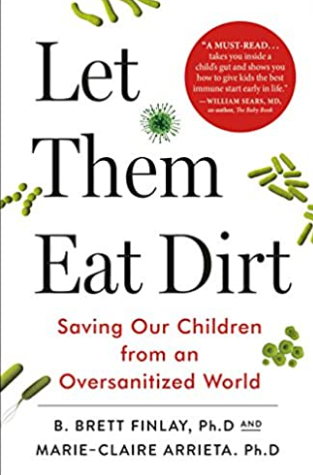 Let
Them
Eat Dirt
"A MUST-READ...
takes you inside a
child's gut and shows you
how to give kids the best
immune start early in life."
—WILLIAM SEARS, MD,
co-author, The Baby Book
Saving Our Children
from an
Oversanitized World
B. BRETT FINLAY, Ph.D AND
MARIE-CLAIRE ARRIETA. Ph.D